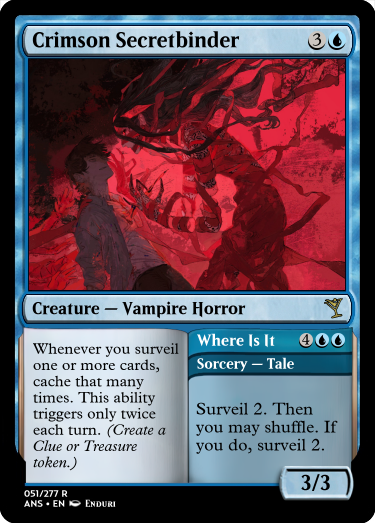 Crimson Secretbinder 3
Creature — Vampire Horror
Whenever you surveil
one or more cards,
cache that many
times. This ability
triggers only twice
each turn. (Create a
Clue or Treasure
token.)
Where Is It 4
Sorcery — Tale
Surveil 2. Then
you may shuffle. If
you do, surveil 2.
3/3
051/277 R
ANS • EN Enduri